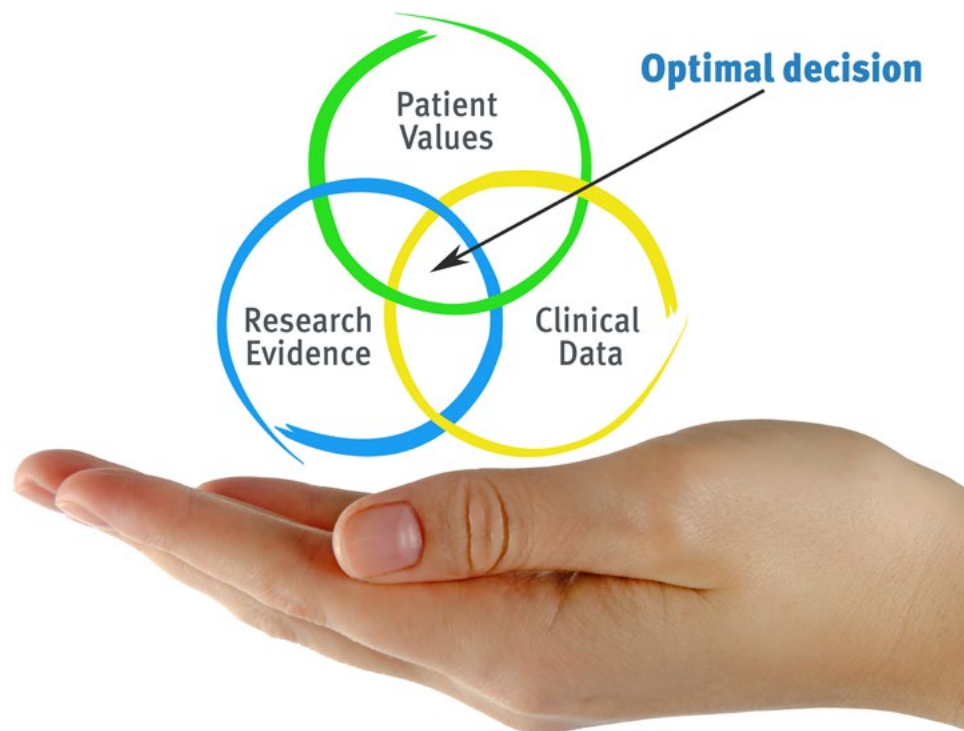 Optimal decision
Patient
Values
Research
Evidence
Clinical
Data